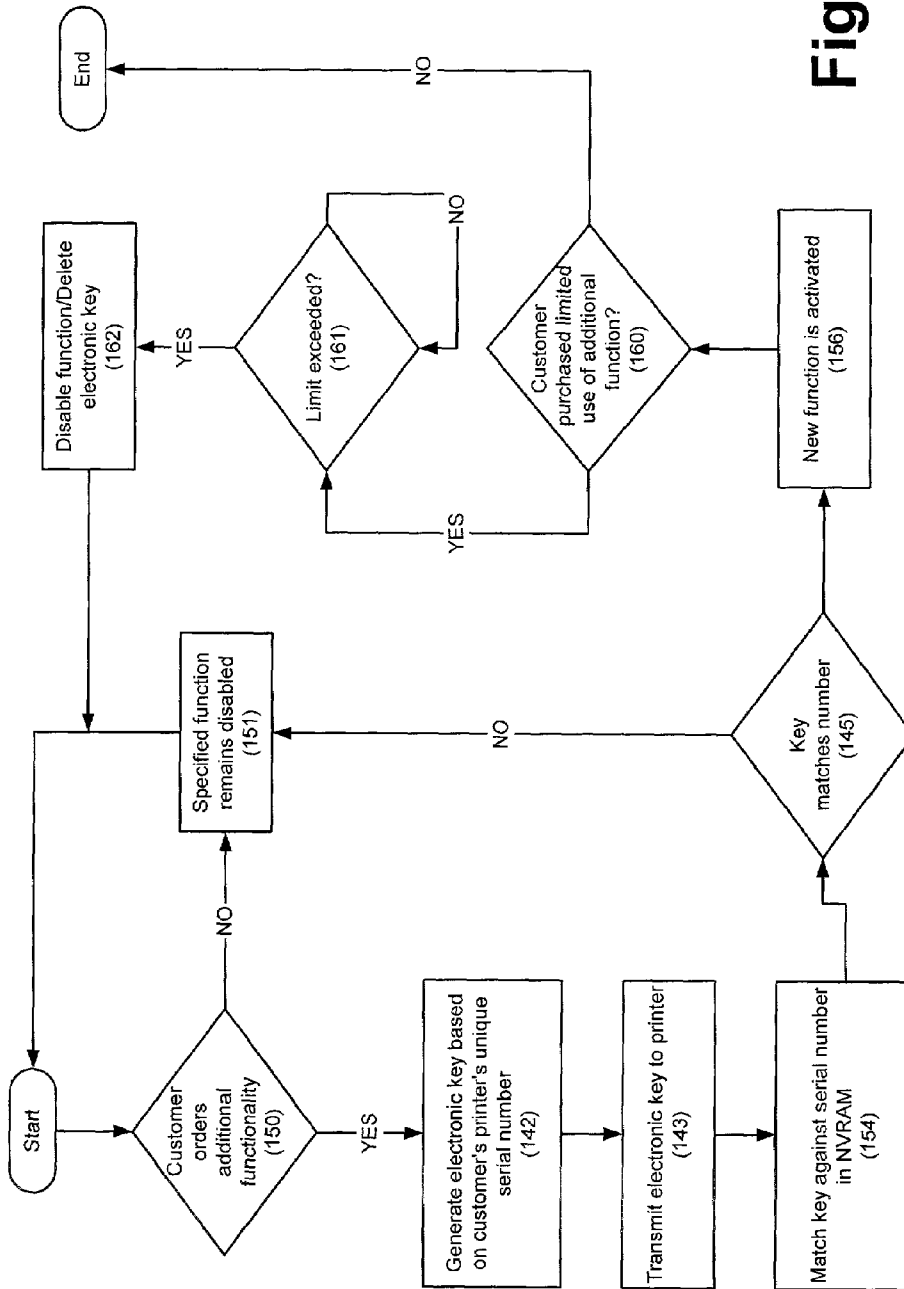 Start
Customer
orders
additional
functionality
(150)
NO
YES
Specified function
remains disabled
(151)
Generate electronic key based
on customer's printer's unique
serial number
(142)
Transmit electronic key to printer
(143)
Match key against serial number
in NVRAM
(154)
Key
matches number
(145)
NO
New function is activated
(156)
Customer
purchased limited
use of additional
function?
(160)
YES
NO
Limit exceeded?
(161)
NO
YES
Disable function/Delete
electronic key
(162)
End
Fig